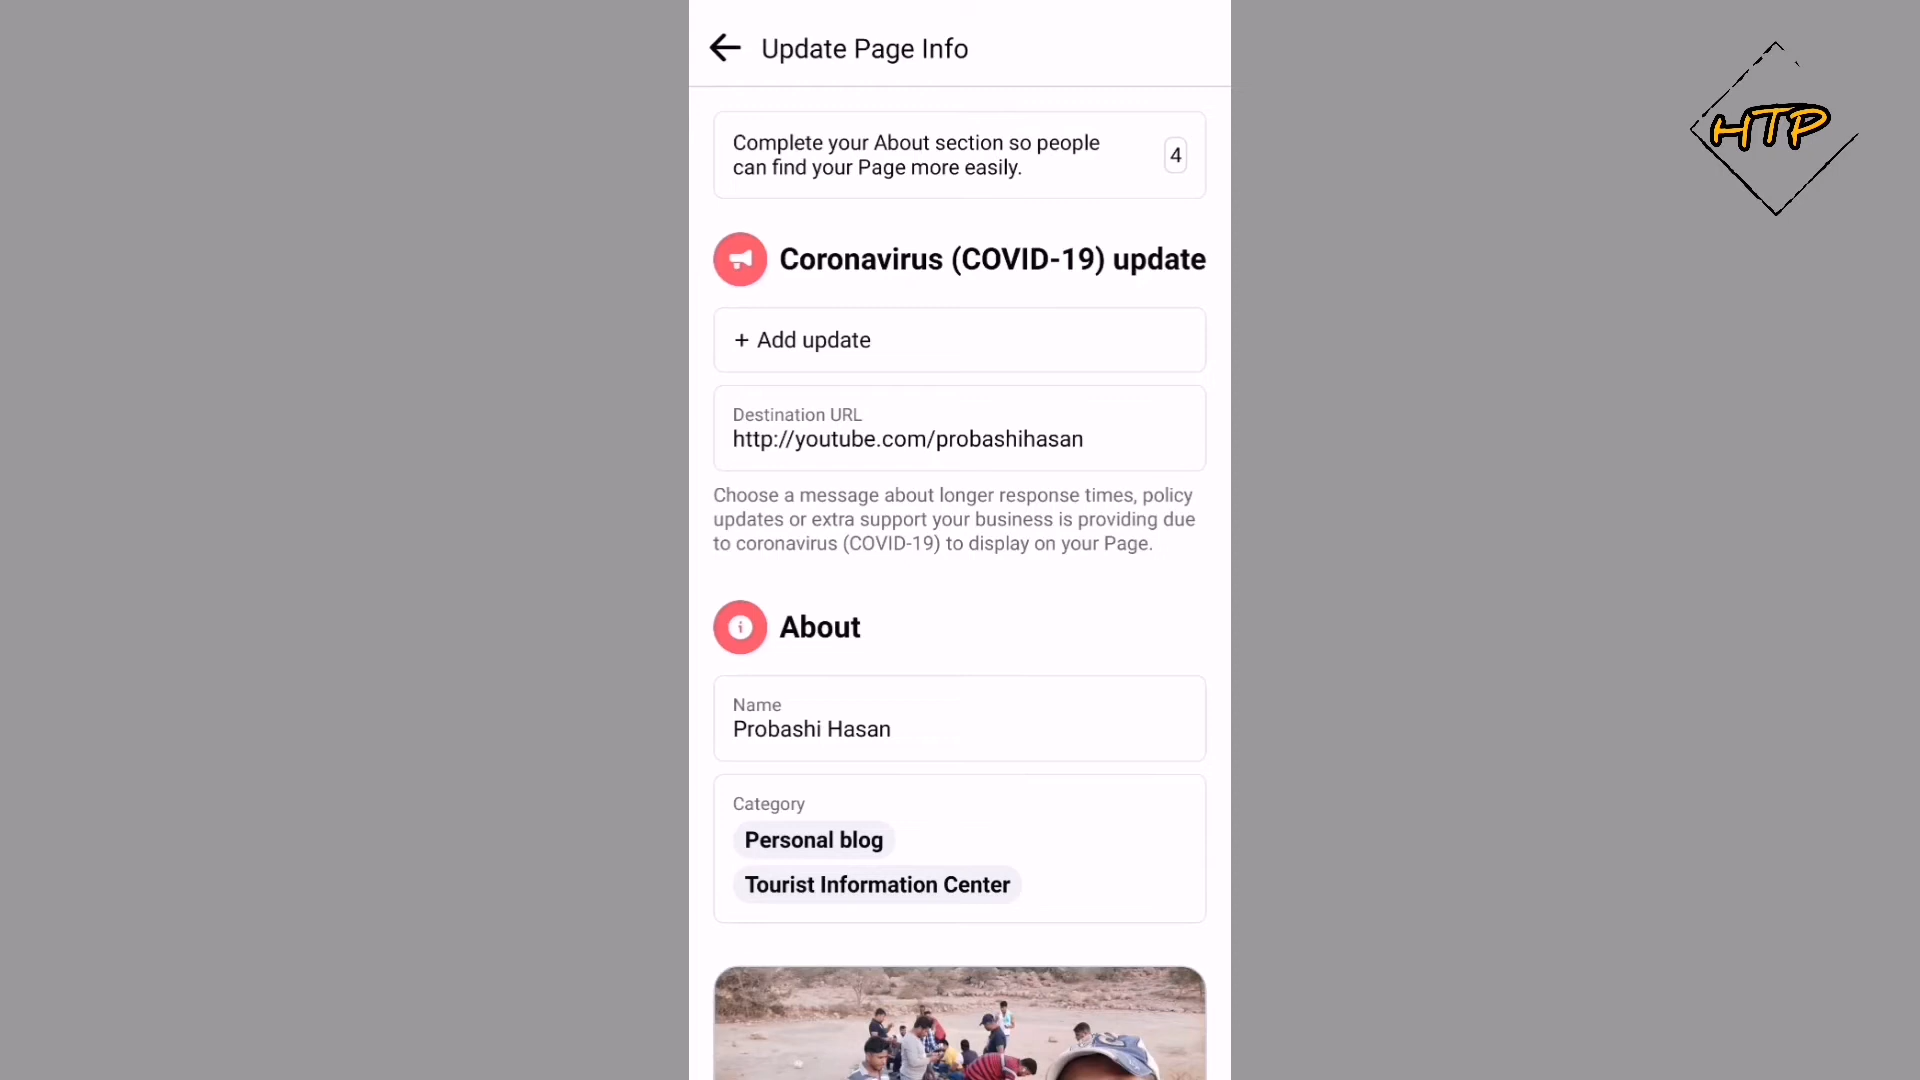 Update Page Info
HTP
Complete your About section so people
can find your Page more easily.
4
Coronavirus (COVID-19) update
+ Add update
Destination URL
http://youtube.com/probashihasan
Choose a message about longer response times, policy
updates or extra support your business is providing due
to coronavirus (COVID-19) to display on your Page.
About
Name
Probashi Hasan
Category
Personal blog
Tourist Information Center